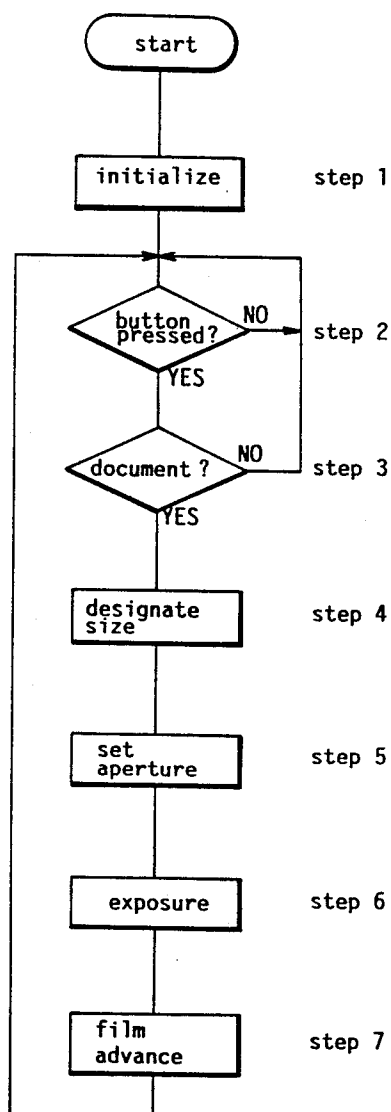 start
initialize step 1
button
pressed? NO step 2
YES
document ? NO step 3
YES
designate
size step 4
set
aperture step 5
exposure step 6
film
advance step 7